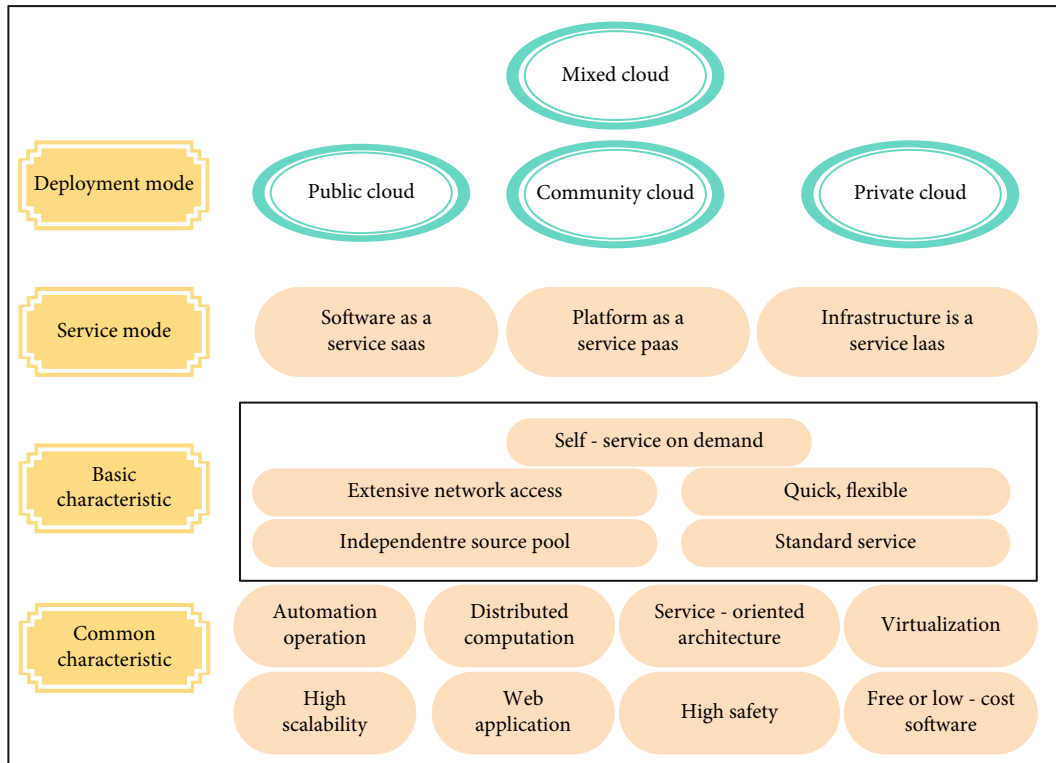 Mixed cloud
Deployment mode
Public cloud
Community cloud
Private cloud
Service mode
Software as a
service saas
Platform as a
service paas
Infrastructure is a
service laas
Basic
characteristic
Self - service on demand
Extensive network access
Quick, flexible
Independentre source pool
Standard service
Common
characteristic
Automation
operation
Distributed
computation
Service - oriented
architecture
Virtualization
High
scalability
Web
application
High safety
Free or low - cost
software